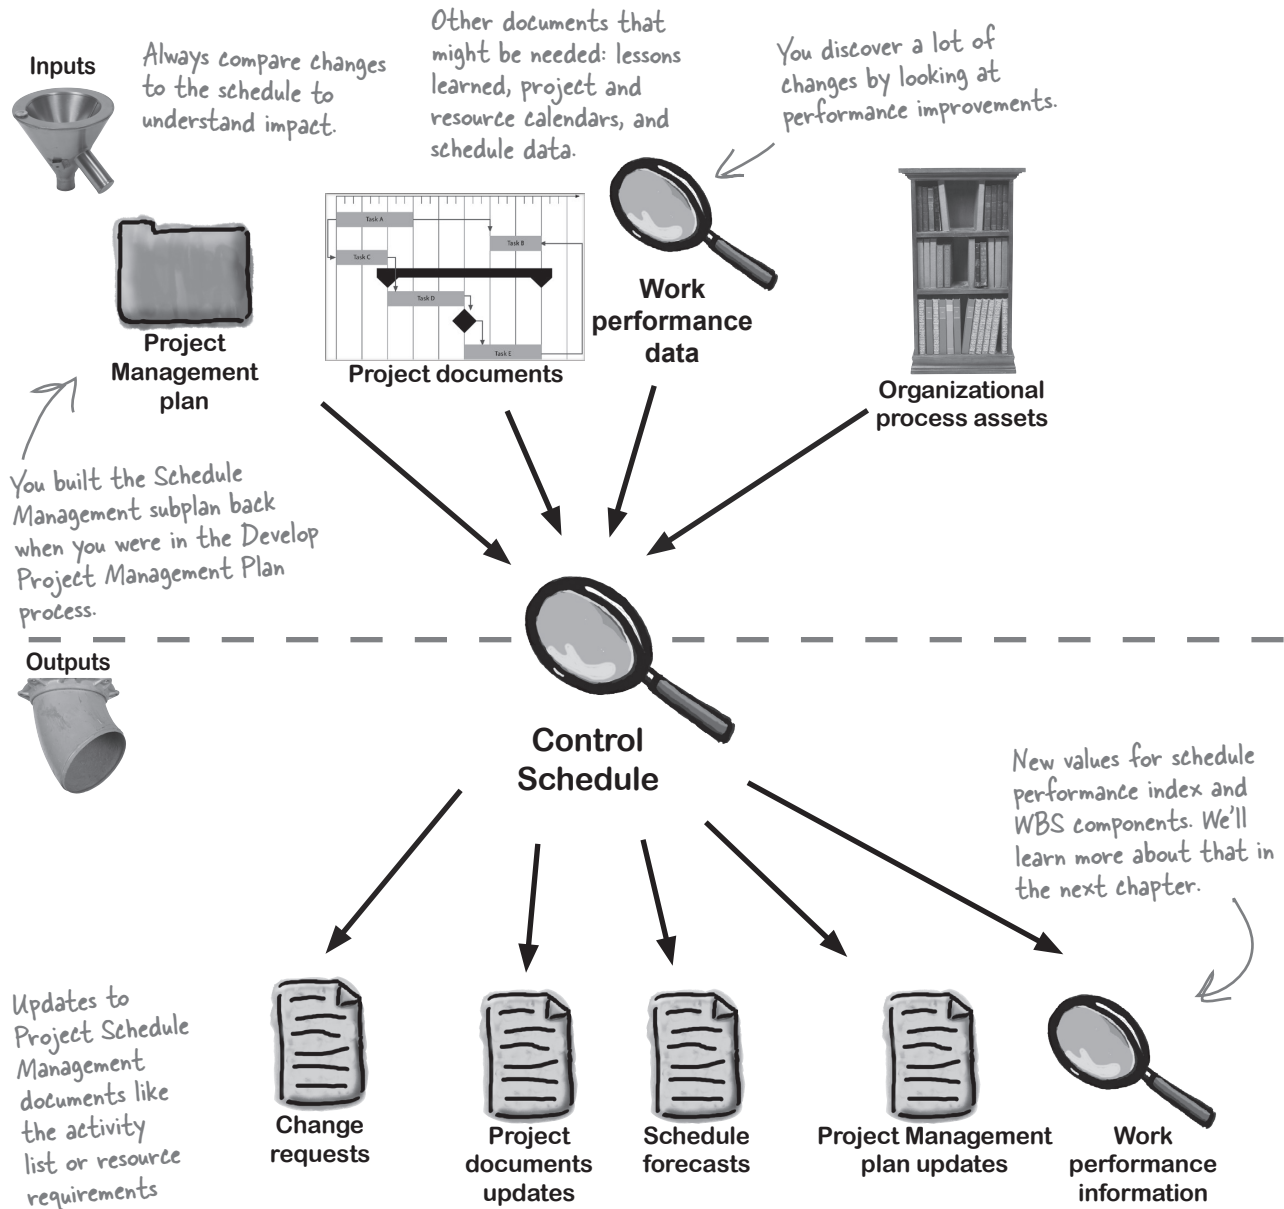 Inputs
Always compare changes
to the schedule to
understand impact.
Other documents that
might be needed: lessons
learned, project and
resource calendars, and
schedule data.
You discover a lot of
changes by looking at
performance improvements.
Project
Management
plan
Task A
Task B
Task C
Task D
Task E
Project documents
Work
performance
data
Organizational
process assets
You built the Schedule
Management subplan back
when you were in the Develop
Project Management Plan
process.
Outputs
Control
Schedule
New values for schedule
performance index and
WBS components. We'll
learn more about that in
the next chapter.
Updates to
Project Schedule
Management
documents like
the activity
list or resource
requirements
Change
requests
Project
documents
updates
Schedule
forecasts
Project Management
plan updates
Work
performance
information